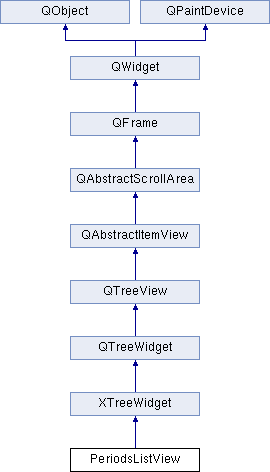 QObject
QPaintDevice
QWidget
QFrame
QAbstractScrollArea
QAbstractItemView
QTreeView
QTreeWidget
XTreeWidget
PeriodsListView